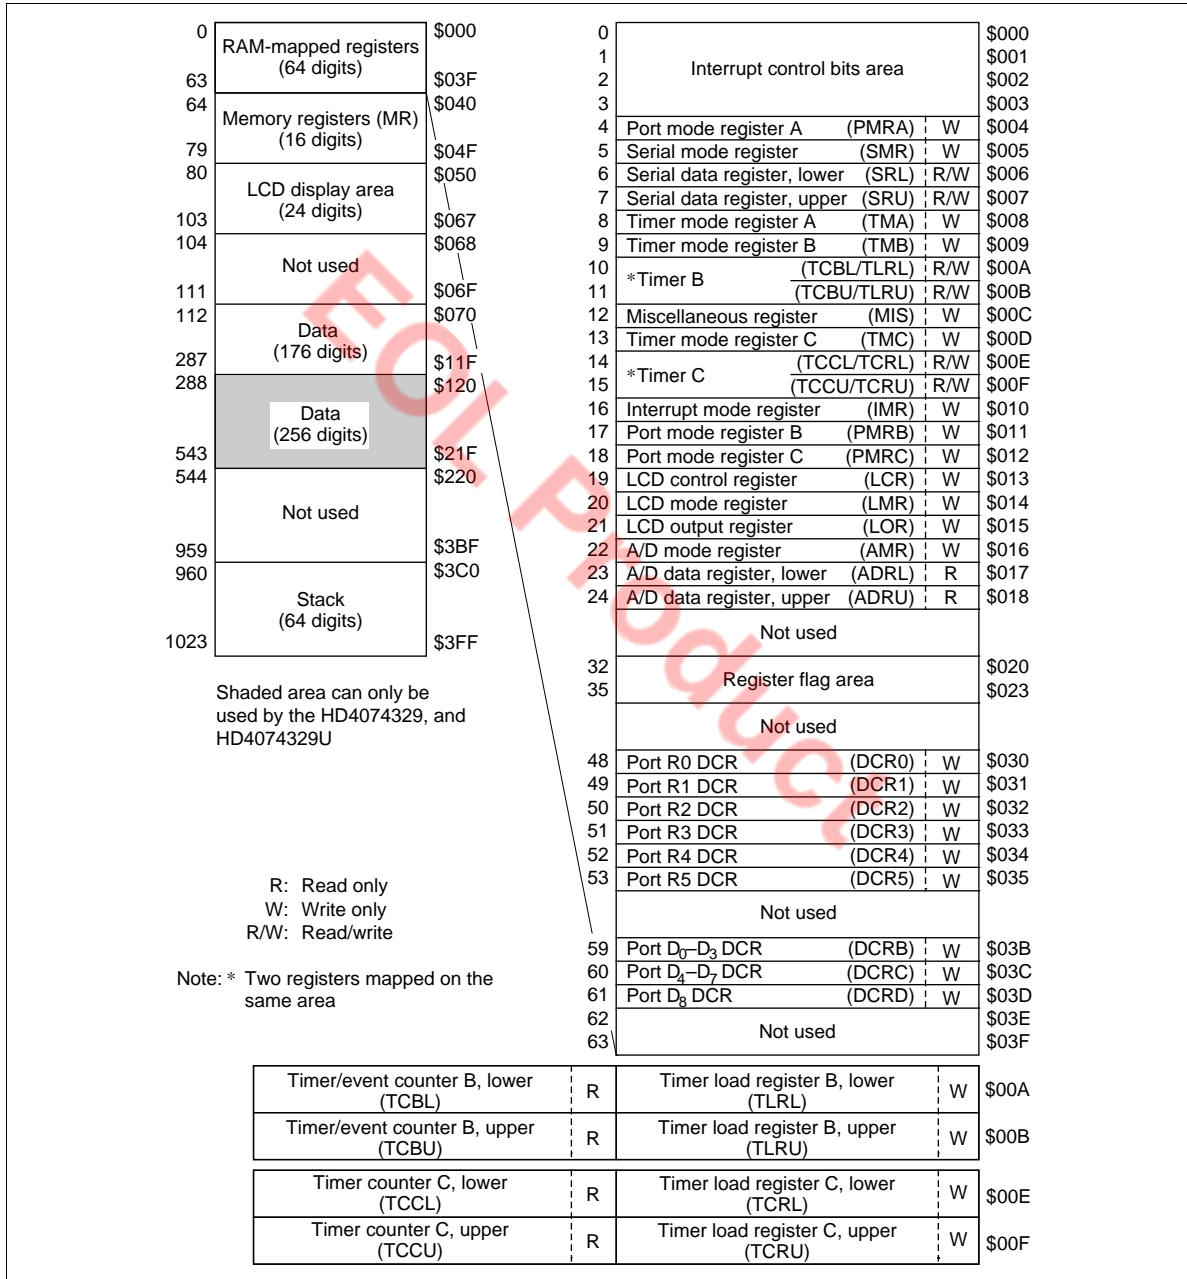 0 $000
RAM-mapped registers
(64 digits)
63 $03F
64 $040
Memory registers (MR)
(16 digits)
79 $04F
80 $050
LCD display area
(24 digits)
103 $067
104 $068
Not used
111 $06F
112 $070
Data
(176 digits)
287 $11F
288 $120
Data
(256 digits)
543 $21F
544 $220
Not used
959 $3BF
960 $3C0
Stack
(64 digits)
1023 $3FF
Shaded area can only be
used by the HD4074329, and
HD4074329U
R: Read only
W: Write only
R/W: Read/write
Note: * Two registers mapped on the
same area
0 $000
1 $001
Interrupt control bits area
2 $002
3 $003
4 Port mode register A (PMRA) W $004
5 Serial mode register (SMR) W $005
6 Serial data register, lower (SRL) R/W $006
7 Serial data register, upper (SRU) R/W $007
8 Timer mode register A (TMA) W $008
9 Timer mode register B (TMB) W $009
10 (TCBL/TLRL) R/W $00A
*Timer B
11 (TCBU/TLRU) R/W $00B
12 Miscellaneous register (MIS) W $00C
13 Timer mode register C (TMC) W $00D
14 (TCCL/TCRL) R/W $00E
*Timer C
15 (TCCU/TCRU) R/W $00F
16 Interrupt mode register (IMR) W $010
17 Port mode register B (PMRB) W $011
18 Port mode register C (PMRC) W $012
19 LCD control register (LCR) W $013
20 LCD mode register (LMR) W $014
21 LCD output register (LOR) W $015
22 A/D mode register (AMR) W $016
23 A/D data register, lower (ADRL) R $017
24 A/D data register, upper (ADRU) R $018
Not used
32 $020
Register flag area
35 $023
Not used
48 Port R0 DCR (DCR0) W $030
49 Port R1 DCR (DCR1) W $031
50 Port R2 DCR (DCR2) W $032
51 Port R3 DCR (DCR3) W $033
52 Port R4 DCR (DCR4) W $034
53 Port R5 DCR (DCR5) W $035
Not used
59 Port D0–D3 DCR (DCRB) W $03B
60 Port D4–D7 DCR (DCRC) W $03C
61 Port D8 DCR (DCRD) W $03D
62 $03E
Not used
63 $03F
Timer/event counter B, lower
(TCBL) R
Timer load register B, lower
(TLRL) W $00A
Timer/event counter B, upper
(TCBU) R
Timer load register B, upper
(TLRU) W $00B
Timer counter C, lower
(TCCL) R
Timer load register C, lower
(TCRL) W $00E
Timer counter C, upper
(TCCU) R
Timer load register C, upper
(TCRU) W $00F
EOL Product